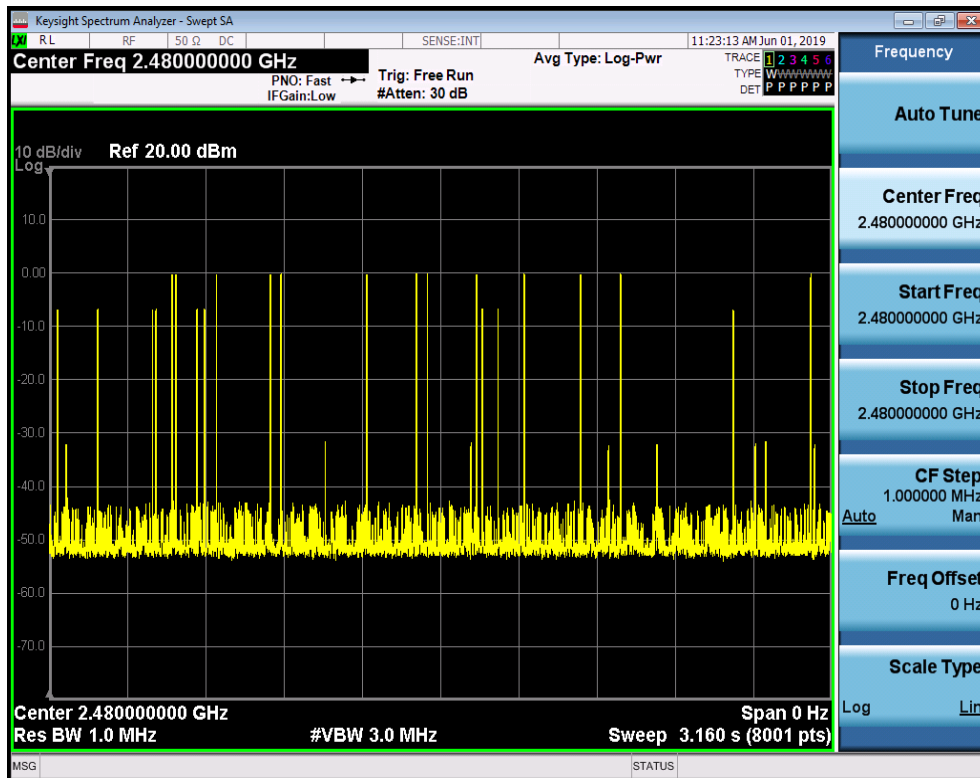 Keysight Spectrum Analyzer - Swept SA
LXI RL RF 50 Ω DC SENSE:INT 11:23:13 AM Jun 01, 2019
Center Freq 2.480000000 GHz
PNO: Fast
IFGain:Low
Trig: Free Run
#Atten: 30 dB
Avg Type: Log-Pwr
TRACE 1 2 3 4 5 6
TYPE W W W W W W
DET P P P P P P
10 dB/div Ref 20.00 dBm
Log
10.0
0.00
-10.0
-20.0
-30.0
-40.0
-50.0
-60.0
-70.0
Center 2.480000000 GHz Span 0 Hz
Res BW 1.0 MHz #VBW 3.0 MHz Sweep 3.160 s (8001 pts)
MSG STATUS
Frequency
Auto Tune
Center Freq
2.480000000 GHz
Start Freq
2.480000000 GHz
Stop Freq
2.480000000 GHz
CF Step
1.000000 MHz
Auto Man
Freq Offset
0 Hz
Scale Type
Log Lin